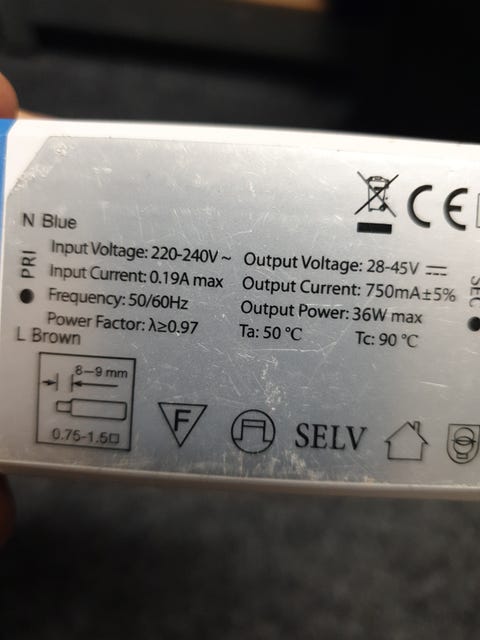 N Blue
PRI
Input Voltage: 220-240V ~
Input Current: 0.19A max
Frequency: 50/60Hz
Power Factor: λ≥0.97
L Brown
CE
Output Voltage: 28-45V ⎓
Output Current: 750mA±5%
Output Power: 36W max
Ta: 50 °C Tc: 90 °C
SEC
8-9 mm
0.75-1.5□
F
SELV